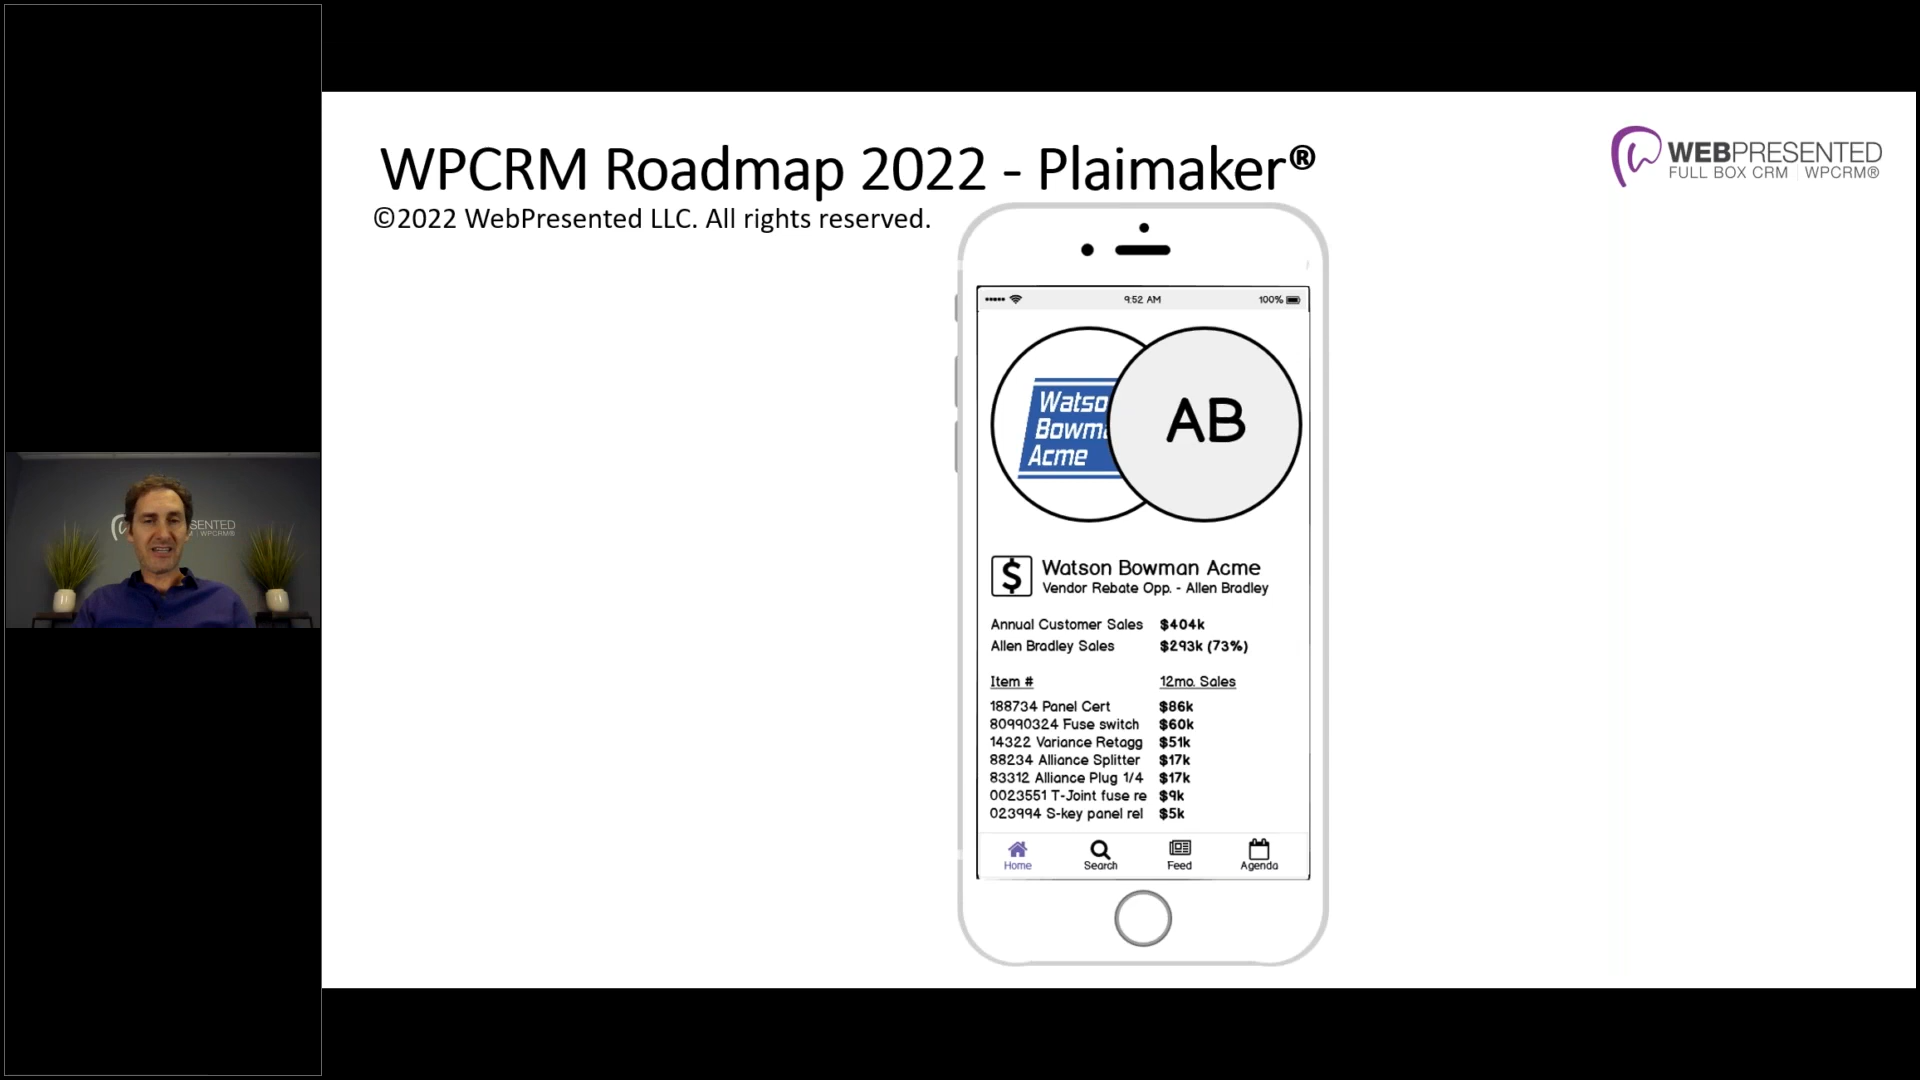 WPCRM Roadmap 2022 - Plaimaker®
©2022 WebPresented LLC. All rights reserved.
WEBPRESENTED
FULL BOX CRM | WPCRM®
9:52 AM
100%
Watso
Bowma
Acme
AB
$
Watson Bowman Acme
Vendor Rebate Opp. - Allen Bradley
Annual Customer Sales $404k
Allen Bradley Sales $293k (73%)
Item # 12mo. Sales
188734 Panel Cert $86k
80990324 Fuse switch $60k
14322 Variance Retagg $51k
88234 Alliance Splitter $17k
83312 Alliance Plug 1/4 $17k
0023551 T-Joint fuse re $9k
023994 S-key panel rel $5k
Home Search Feed Agenda
SENTED
M | WPCRM®